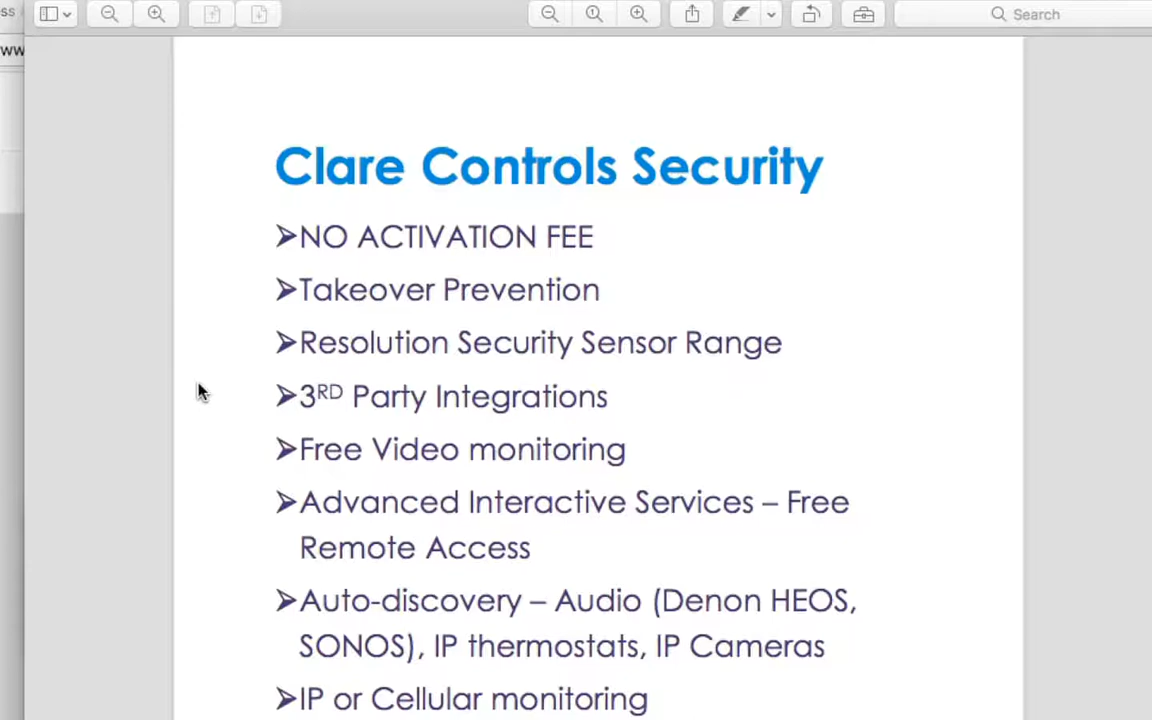 ss
Search
ww
Clare Controls Security
➢NO ACTIVATION FEE
➢Takeover Prevention
➢Resolution Security Sensor Range
➢3RD Party Integrations
➢Free Video monitoring
➢Advanced Interactive Services – Free
Remote Access
➢Auto-discovery – Audio (Denon HEOS,
SONOS), IP thermostats, IP Cameras
➢IP or Cellular monitoring